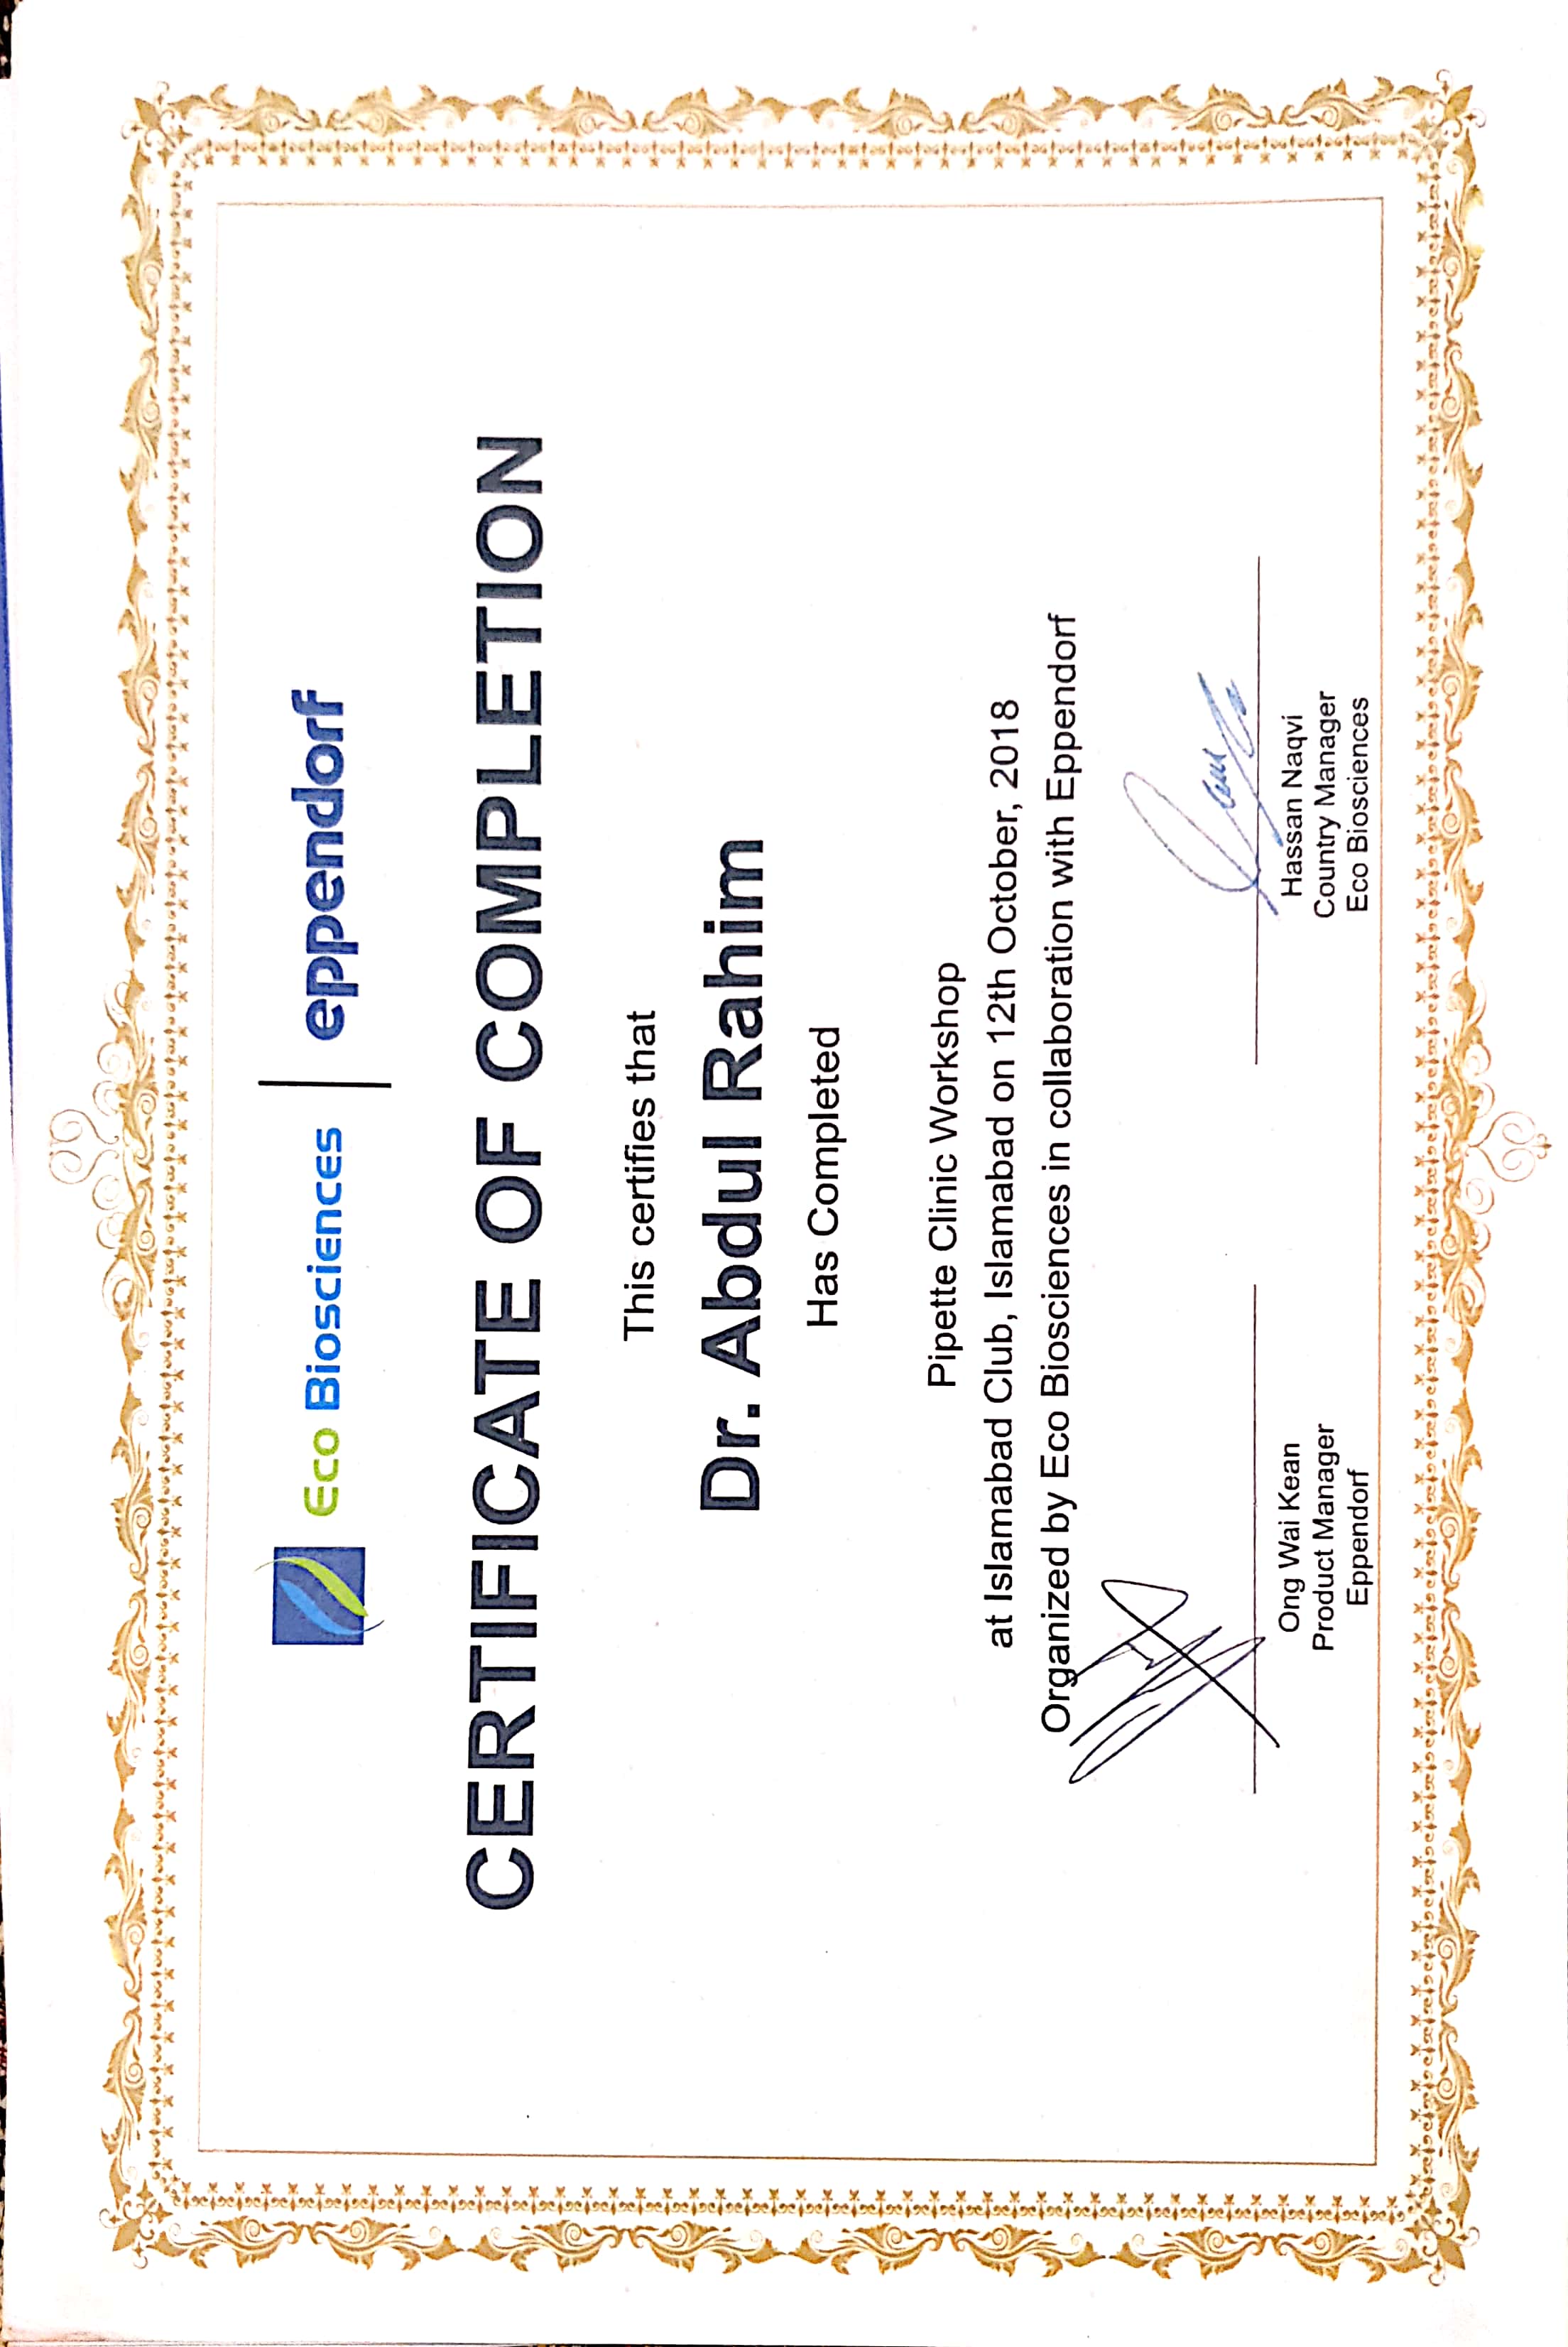 Eco Biosciences | eppendorf
CERTIFICATE OF COMPLETION
This certifies that
Dr. Abdul Rahim
Has Completed
Pipette Clinic Workshop
at Islamabad Club, Islamabad on 12th October, 2018
Organized by Eco Biosciences in collaboration with Eppendorf
Ong Wai Kean
Product Manager
Eppendorf
Hassan Naqvi
Country Manager
Eco Biosciences